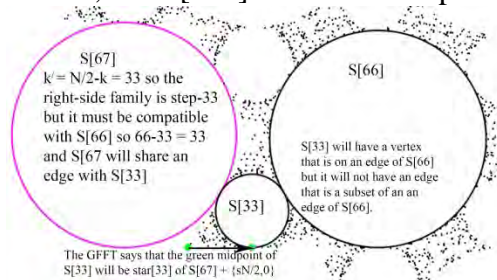 S[67]
k' = N/2-k = 33 so the
right-side family is step-33
but it must be compatible
with S[66] so 66-33 = 33
and S[67 will share an
edge with S[33]
S[66]
S[33] will have a vertex
that is on an edge of S[66]
but it will not have an edge
that is a subset of an an
edge of S[66].
S[33]
The GFFT says that the green midpoint of
S[33] will be star[33] of S[67] + {sN/2,0}